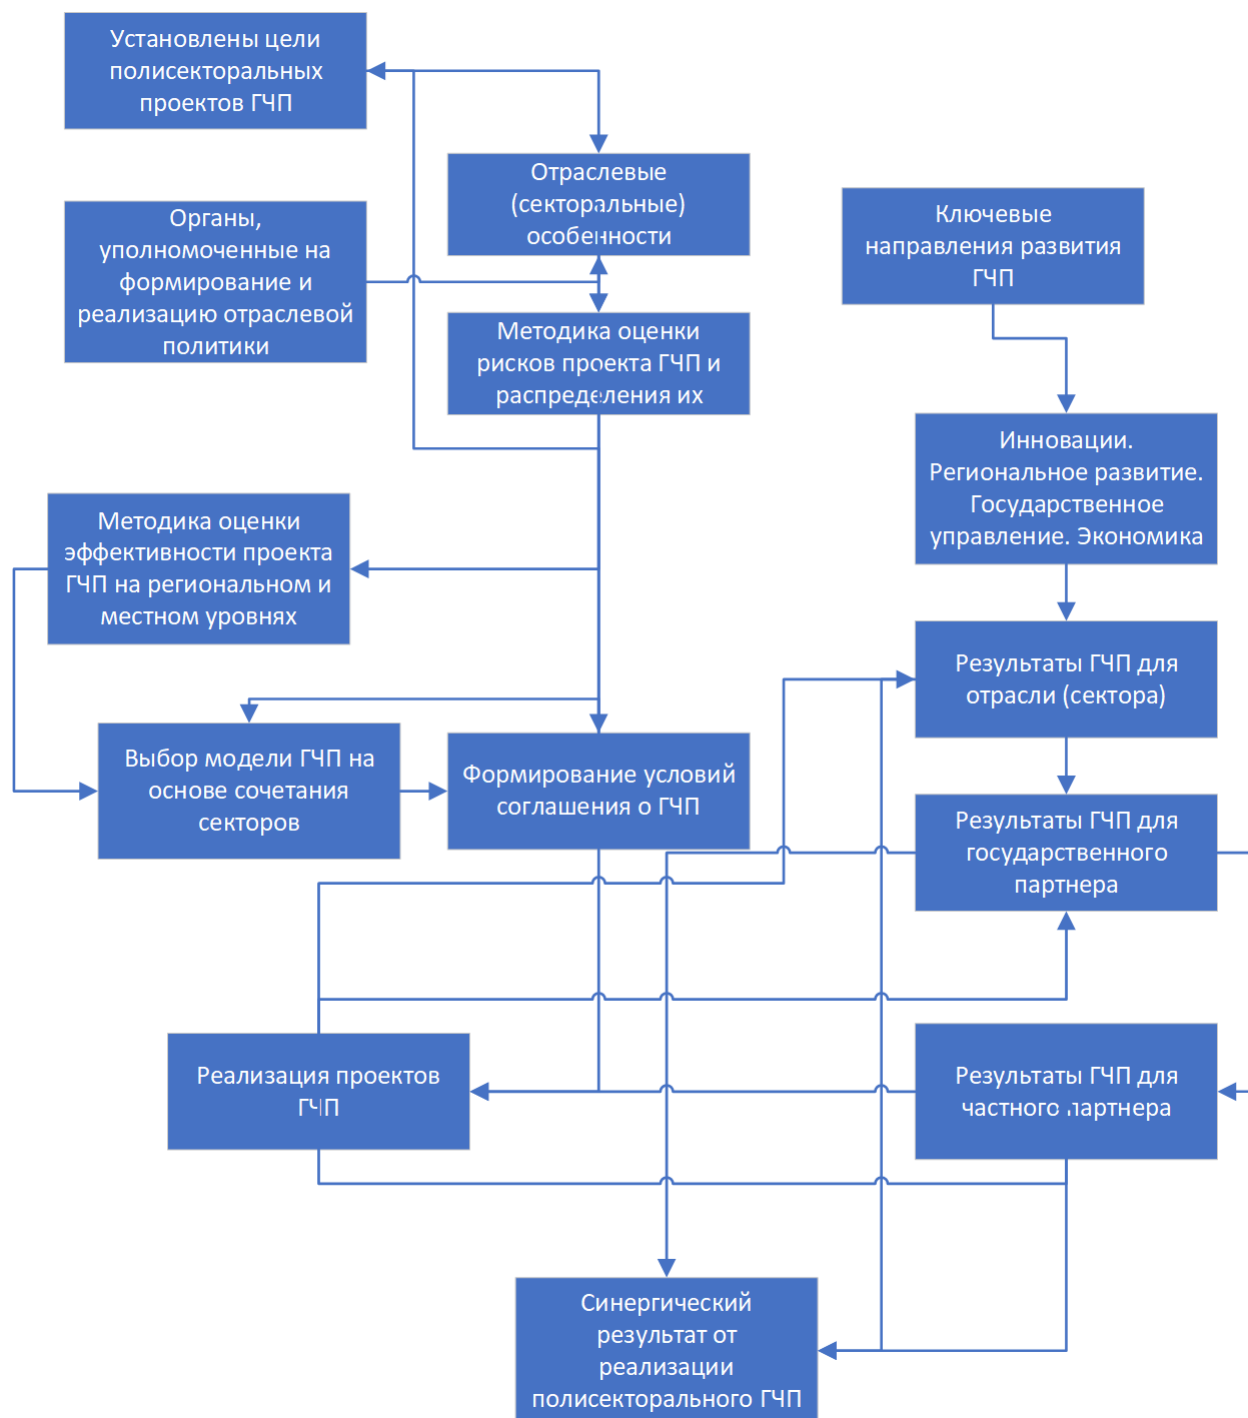 Установлены цели
полисекторальных
проектов ГЧП
Отраслевые
(секторальные)
особенности
Органы,
уполномоченные на
формирование и
реализацию отраслевой
политики
Ключевые
направления развития
ГЧП
Методика оценки
рисков проекта ГЧП и
распределения их
Инновации.
Региональное развитие.
Государственное
управление. Экономика
Методика оценки
эффективности проекта
ГЧП на региональном и
местном уровнях
Результаты ГЧП для
отрасли (сектора)
Выбор модели ГЧП на
основе сочетания
секторов
Формирование условий
соглашения о ГЧП
Результаты ГЧП для
государственного
партнера
Реализация проектов
ГЧП
Результаты ГЧП для
частного партнера
Синергический
результат от
реализации
полисекторального ГЧП